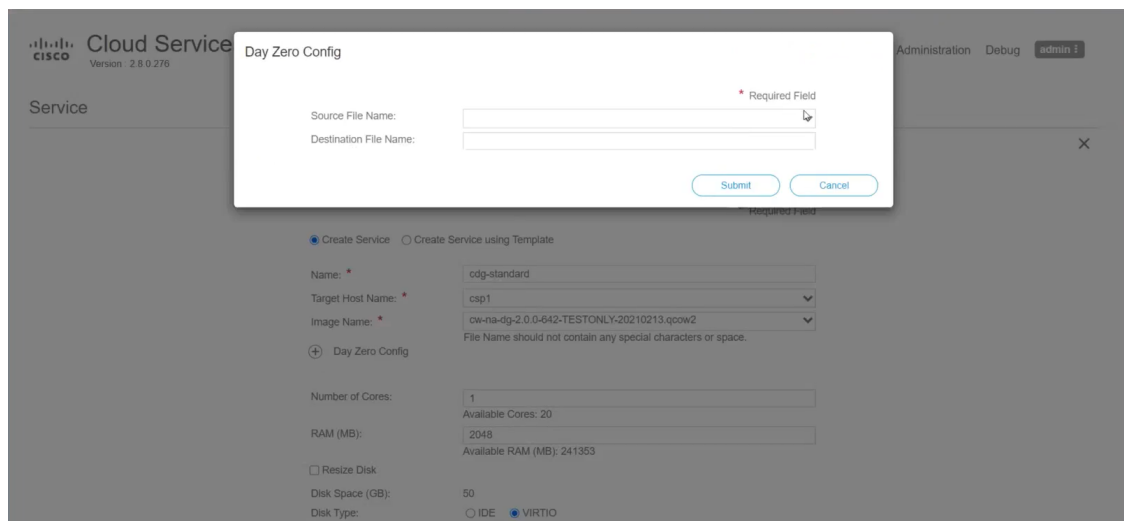 CISCO
Cloud Service
Version : 2.8.0.276
Administration Debug admin
Service
Day Zero Config
* Required Field
Source File Name:
Destination File Name:
Submit Cancel
* Required Field
Create Service Create Service using Template
Name: * cdg-standard
Target Host Name: * csp1
Image Name: * cw-na-dg-2.0.0-642-TESTONLY-20210213.qcow2
File Name should not contain any special characters or space.
Day Zero Config
Number of Cores: 1
Available Cores: 20
RAM (MB): 2048
Available RAM (MB): 241353
Resize Disk
Disk Space (GB): 50
Disk Type: IDE VIRTIO